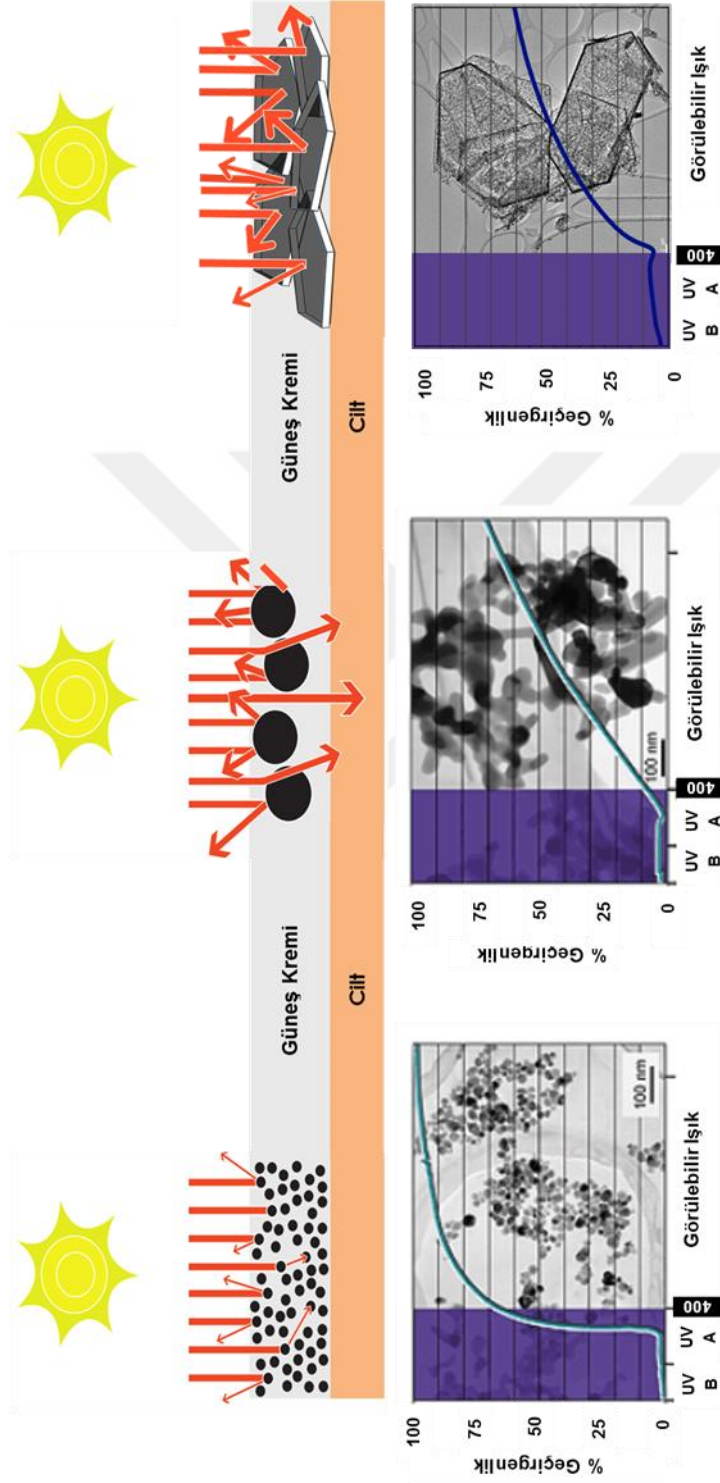 Güneş Kremi
Güneş Kremi
Cilt
Cilt
% Geçirgenlik
100
75
50
25
0
UV B
UV A
400
Görülebilir Işık
100 nm
% Geçirgenlik
100
75
50
25
0
UV B
UV A
400
Görülebilir Işık
100 nm
% Geçirgenlik
100
75
50
25
0
UV B
UV A
400
Görülebilir Işık